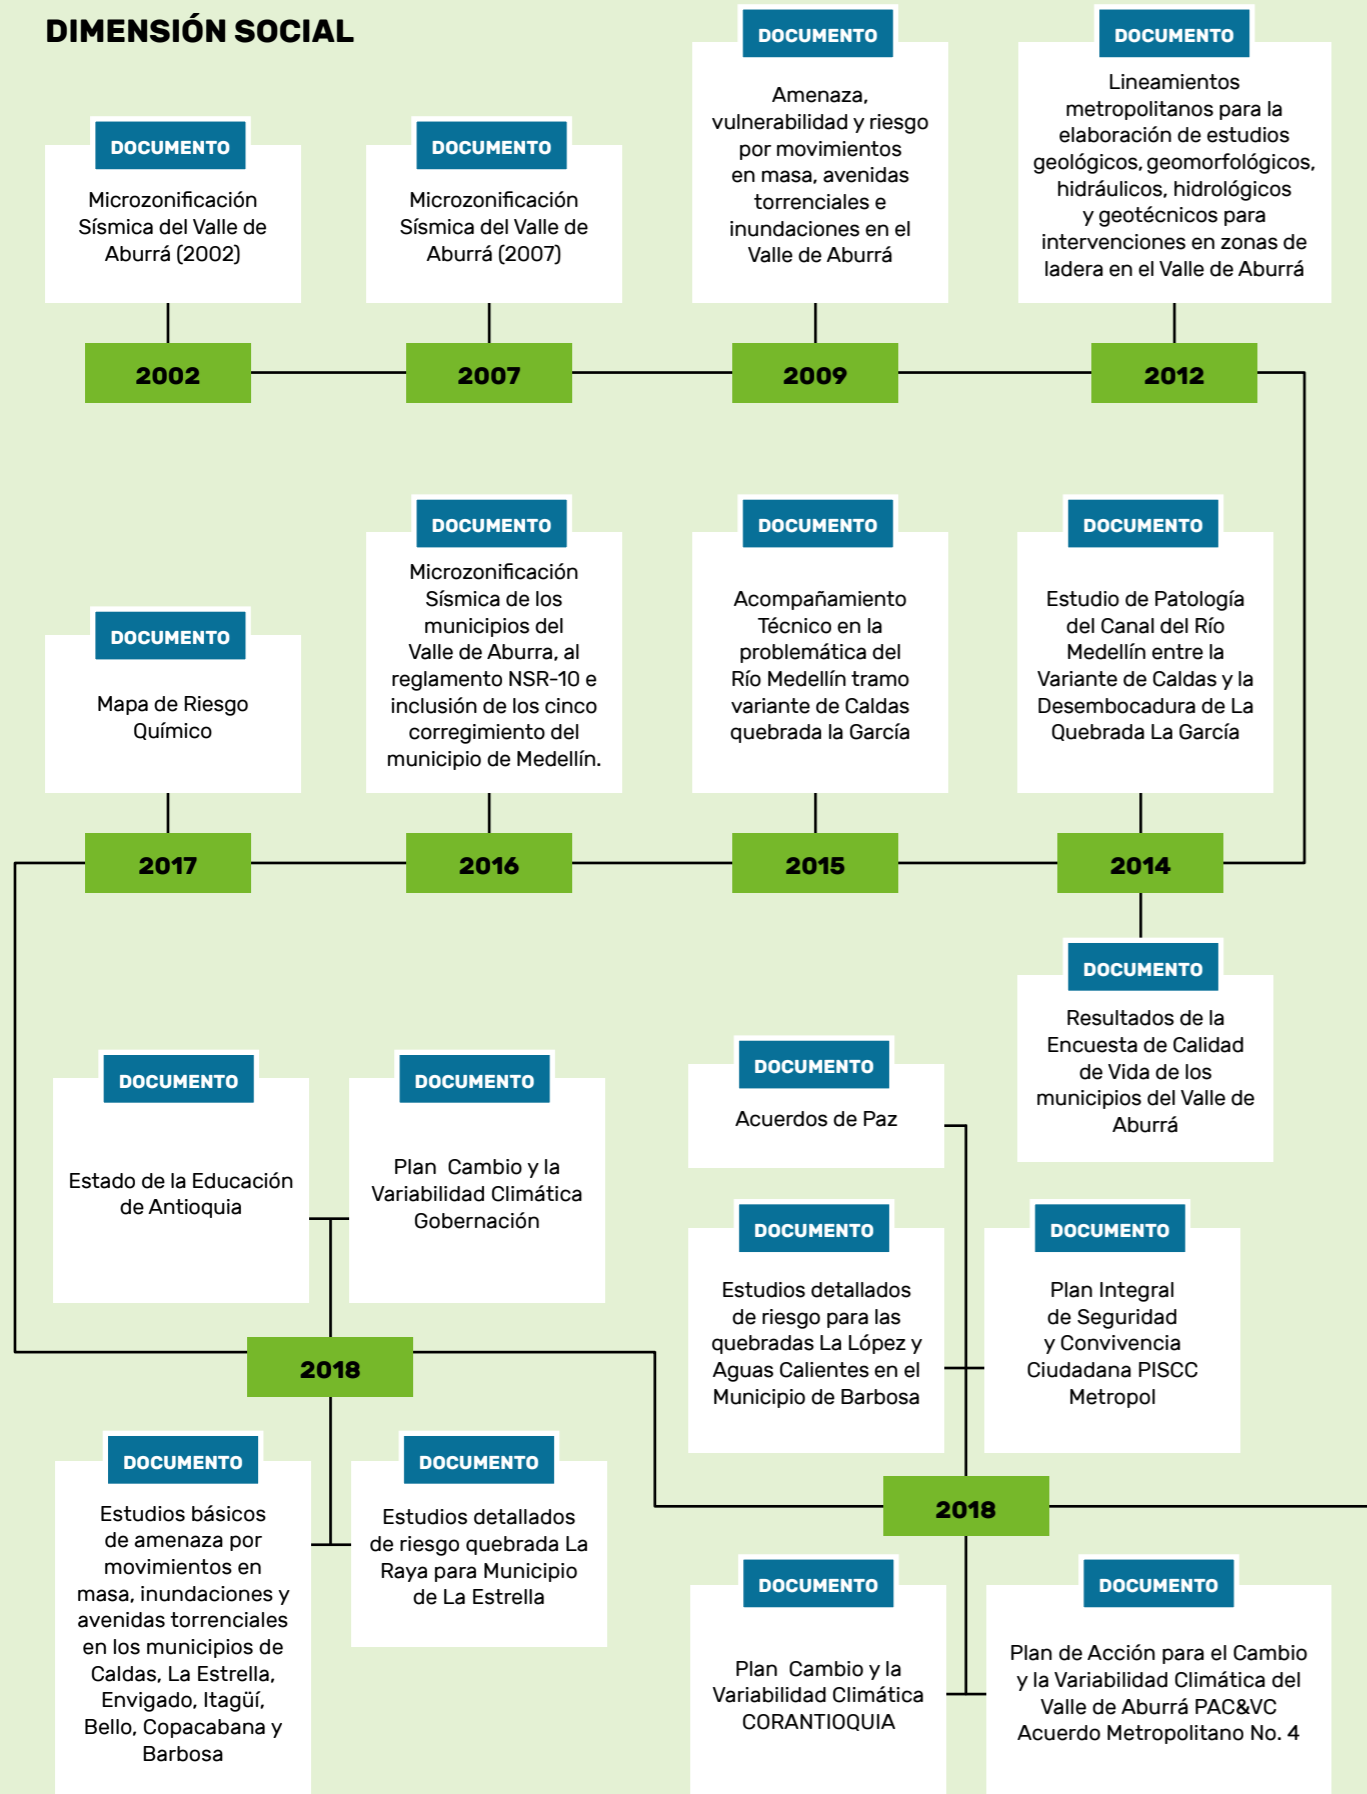 DIMENSIÓN SOCIAL
DOCUMENTO
Microzonificación
Sísmica del Valle de
Aburrá (2002)
DOCUMENTO
Microzonificación
Sísmica del Valle de
Aburrá (2007)
DOCUMENTO
Amenaza,
vulnerabilidad y riesgo
por movimientos
en masa, avenidas
torrenciales e
inundaciones en el
Valle de Aburrá
DOCUMENTO
Lineamientos
metropolitanos para la
elaboración de estudios
geológicos, geomorfológicos,
hidráulicos, hidrológicos
y geotécnicos para
intervenciones en zonas de
ladera en el Valle de Aburrá
2002
2007
2009
2012
DOCUMENTO
Mapa de Riesgo
Químico
DOCUMENTO
Microzonificación
Sísmica de los
municipios del
Valle de Aburra, al
reglamento NSR-10 e
inclusión de los cinco
corregimiento del
municipio de Medellín.
DOCUMENTO
Acompañamiento
Técnico en la
problemática del
Río Medellín tramo
variante de Caldas
quebrada la García
DOCUMENTO
Estudio de Patología
del Canal del Río
Medellín entre la
Variante de Caldas y la
Desembocadura de La
Quebrada La García
2017
2016
2015
2014
DOCUMENTO
Resultados de la
Encuesta de Calidad
de Vida de los
municipios del Valle de
Aburrá
DOCUMENTO
Estado de la Educación
de Antioquia
DOCUMENTO
Plan Cambio y la
Variabilidad Climática
Gobernación
2018
DOCUMENTO
Estudios básicos
de amenaza por
movimientos en
masa, inundaciones y
avenidas torrenciales
en los municipios de
Caldas, La Estrella,
Envigado, Itagüí,
Bello, Copacabana y
Barbosa
DOCUMENTO
Estudios detallados
de riesgo quebrada La
Raya para Municipio
de La Estrella
DOCUMENTO
Acuerdos de Paz
DOCUMENTO
Estudios detallados
de riesgo para las
quebradas La López y
Aguas Calientes en el
Municipio de Barbosa
DOCUMENTO
Plan Integral
de Seguridad
y Convivencia
Ciudadana PISCC
Metropol
2018
DOCUMENTO
Plan Cambio y la
Variabilidad Climática
CORANTIOQUIA
DOCUMENTO
Plan de Acción para el Cambio
y la Variabilidad Climática del
Valle de Aburrá PAC&VC
Acuerdo Metropolitano No. 4